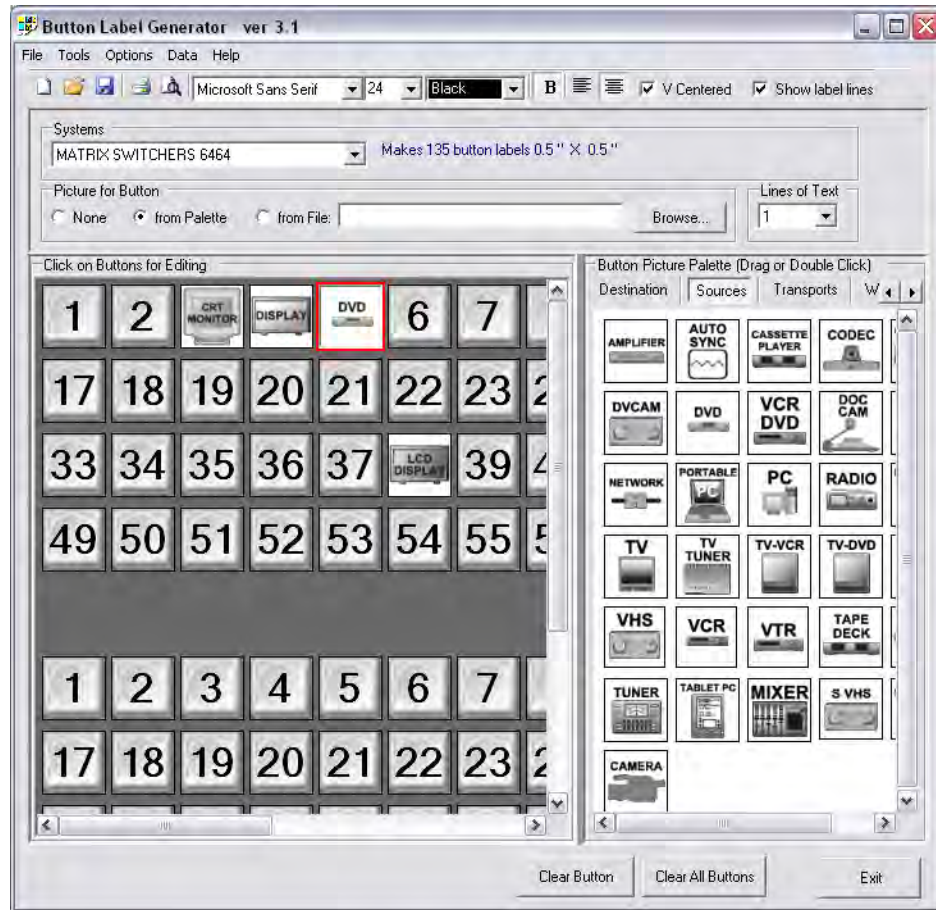 Button Label Generator ver 3.1
File Tools Options Data Help
Microsoft Sans Serif 24 Black B V Centered Show label lines
Systems
MATRIX SWITCHERS 6464 Makes 135 button labels 0.5 " X 0.5 "
Picture for Button Lines of Text
None from Palette from File: Browse... 1
Click on Buttons for Editing
1 2 CRT MONITOR DISPLAY DVD 6 7
17 18 19 20 21 22 23
33 34 35 36 37 LCD DISPLAY 39
49 50 51 52 53 54 55
1 2 3 4 5 6 7
17 18 19 20 21 22 23
Button Picture Palette (Drag or Double Click)
Destination Sources Transports W
AMPLIFIER AUTO SYNC CASSETTE PLAYER CODEC
DVCAM DVD VCR DVD DOC CAM
NETWORK PORTABLE PC PC RADIO
TV TV TUNER TV-VCR TV-DVD
VHS VCR VTR TAPE DECK
TUNER TABLET PC MIXER S VHS
CAMERA
Clear Button Clear All Buttons Exit